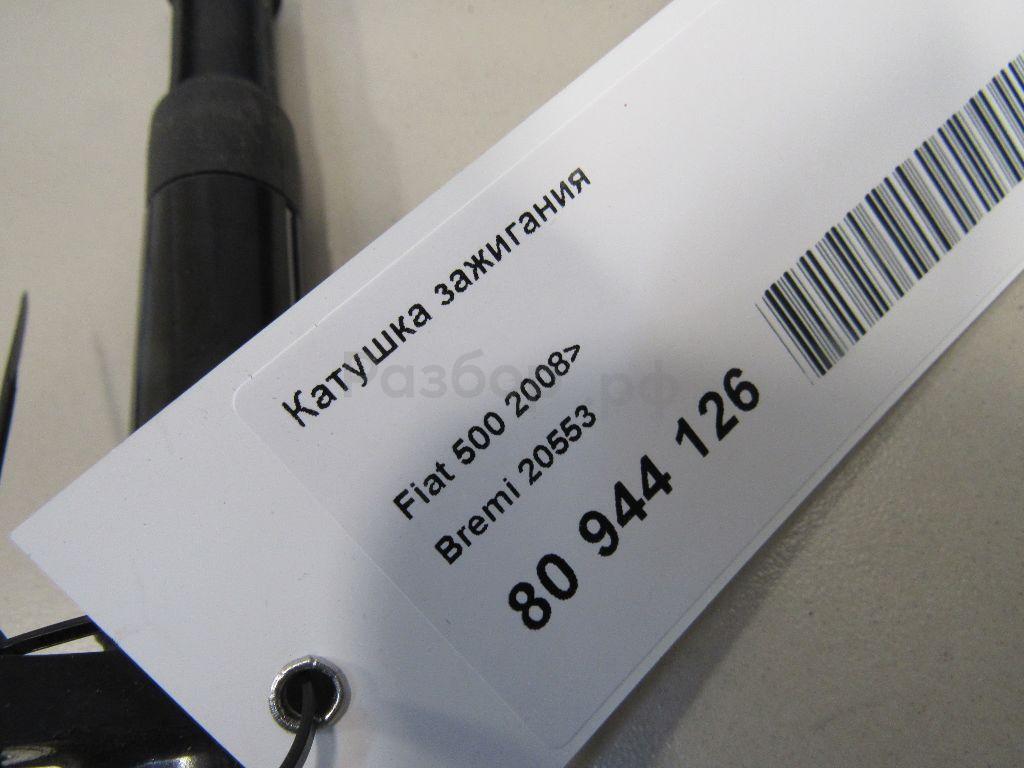 Катушка зажигания
Fiat 500 2008>
Bremi 20553
80 944 126